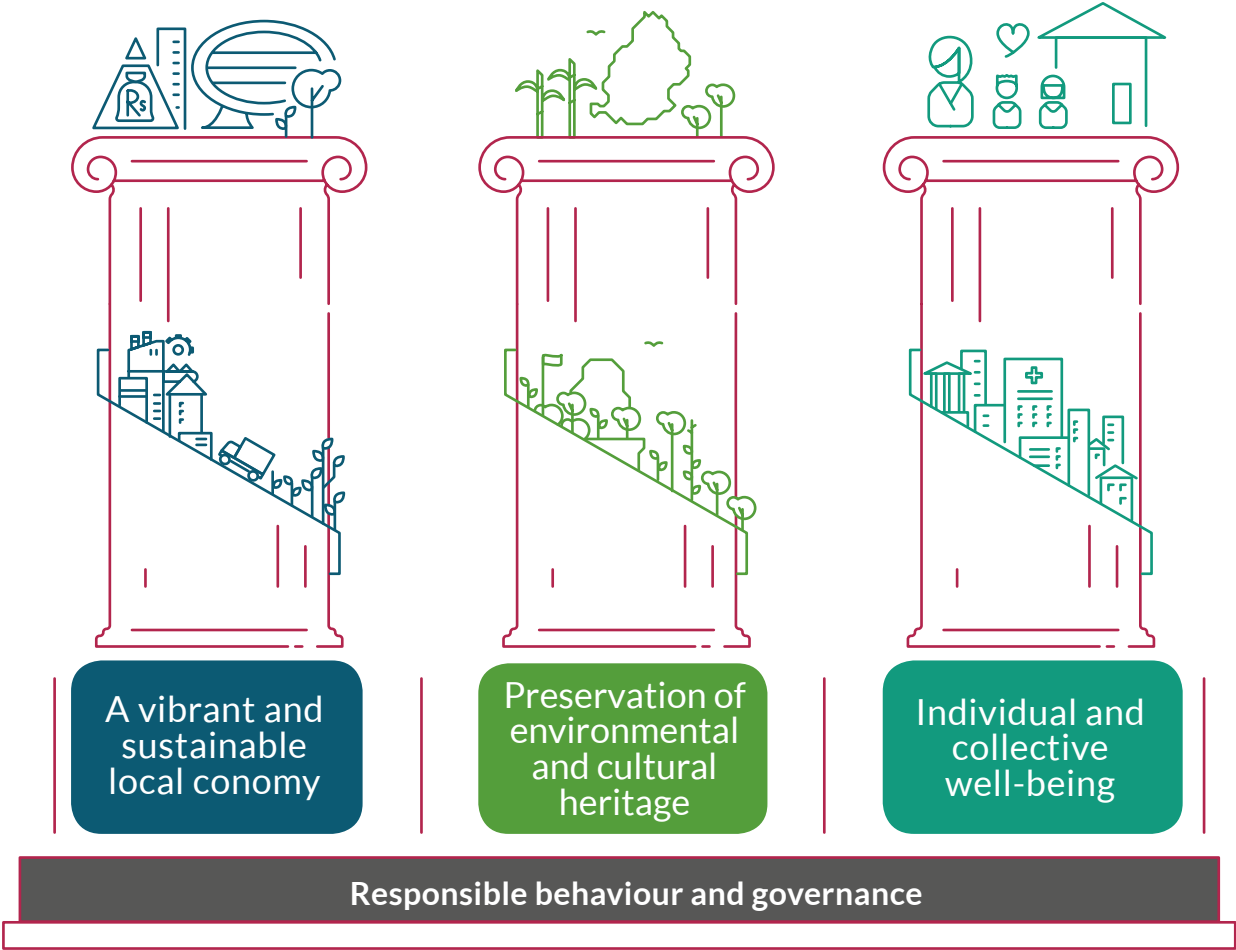 Rs
A vibrant and
sustainable
local conomy
Preservation of
environmental
and cultural
heritage
Individual and
collective
well-being
Responsible behaviour and governance